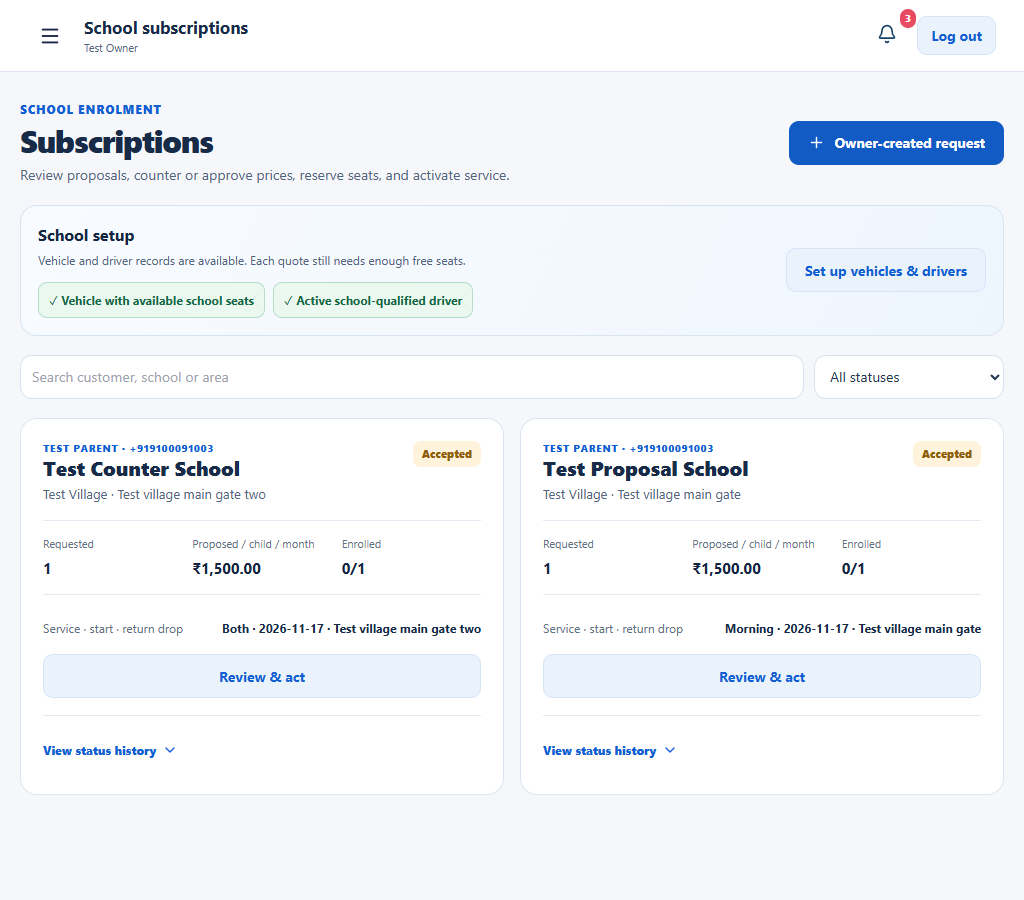 School subscriptions
Test Owner
3
Log out
SCHOOL ENROLMENT
Subscriptions
Review proposals, counter or approve prices, reserve seats, and activate service.
+ Owner-created request
School setup
Vehicle and driver records are available. Each quote still needs enough free seats.
✓ Vehicle with available school seats
✓ Active school-qualified driver
Set up vehicles & drivers
Search customer, school or area
All statuses
TEST PARENT · +919100091003
Accepted
Test Counter School
Test Village · Test village main gate two
Requested
1
Proposed / child / month
₹1,500.00
Enrolled
0/1
Service · start · return drop
Both · 2026-11-17 · Test village main gate two
Review & act
View status history
TEST PARENT · +919100091003
Accepted
Test Proposal School
Test Village · Test village main gate
Requested
1
Proposed / child / month
₹1,500.00
Enrolled
0/1
Service · start · return drop
Morning · 2026-11-17 · Test village main gate
Review & act
View status history